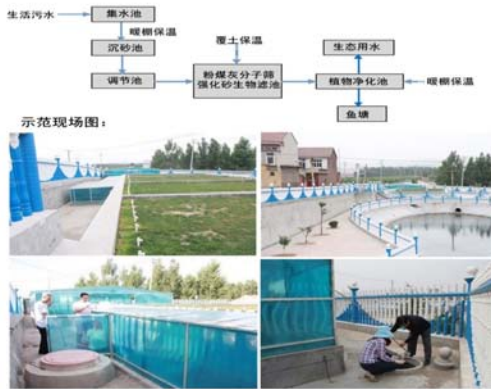 生活污水
集水池
暖棚保温
沉砂池
调节池
覆土保温
粉煤灰分子筛
强化砂生物滤池
生态用水
植物净化池
暖棚保温
鱼塘
示范现场图：